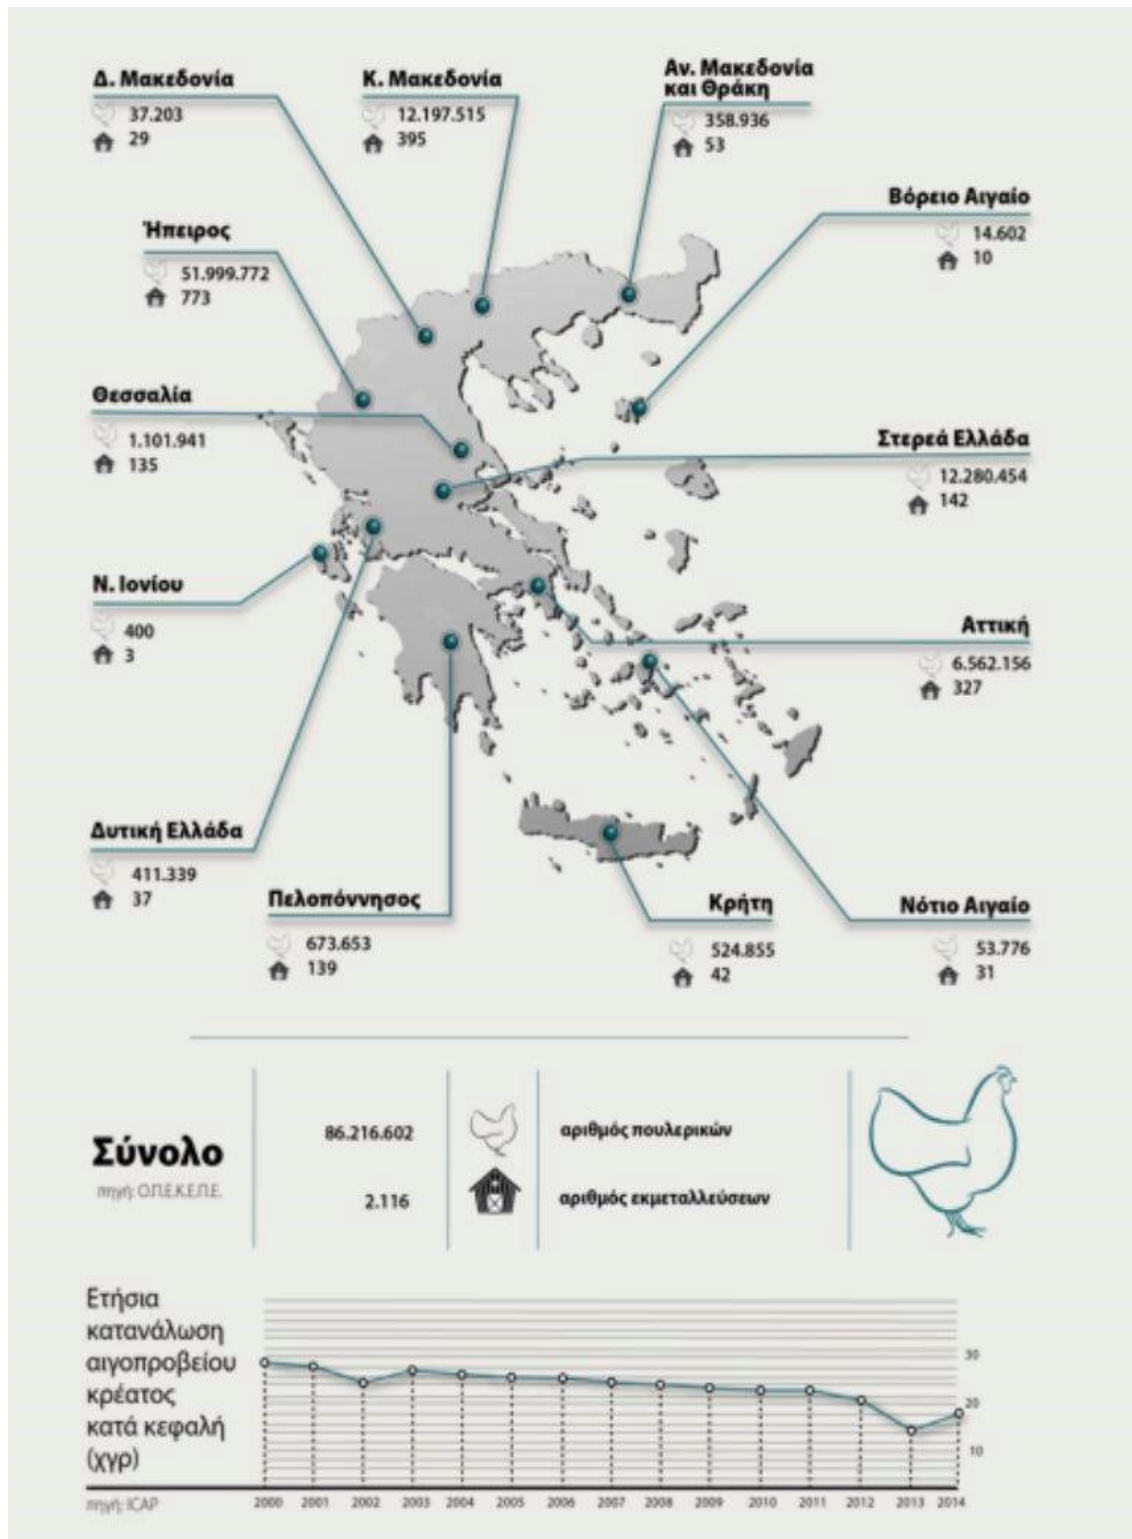 Δ. Μακεδονία
37.203
29
Κ. Μακεδονία
12.197.515
395
Αν. Μακεδονία
και Θράκη
358.936
53
Βόρειο Αιγαίο
14.602
10
Ήπειρος
51.999.772
773
Θεσσαλία
1.101.941
135
Στερεά Ελλάδα
12.280.454
142
Ν. Ιονίου
400
3
Αττική
6.562.156
327
Δυτική Ελλάδα
411.339
37
Πελοπόννησος
673.653
139
Κρήτη
524.855
42
Νότιο Αιγαίο
53.776
31
Σύνολο
πηγή: Ο.Π.Ε.Κ.Ε.Π.Ε.
86.216.602
αριθμός πουλερικών
2.116
αριθμός εκμεταλλεύσεων
Ετήσια
κατανάλωση
αιγοπροβείου
κρέατος
κατά κεφαλή
(χγρ)
πηγή: ICAP
30
20
10
2000 2001 2002 2003 2004 2005 2006 2007 2008 2009 2010 2011 2012 2013 2014